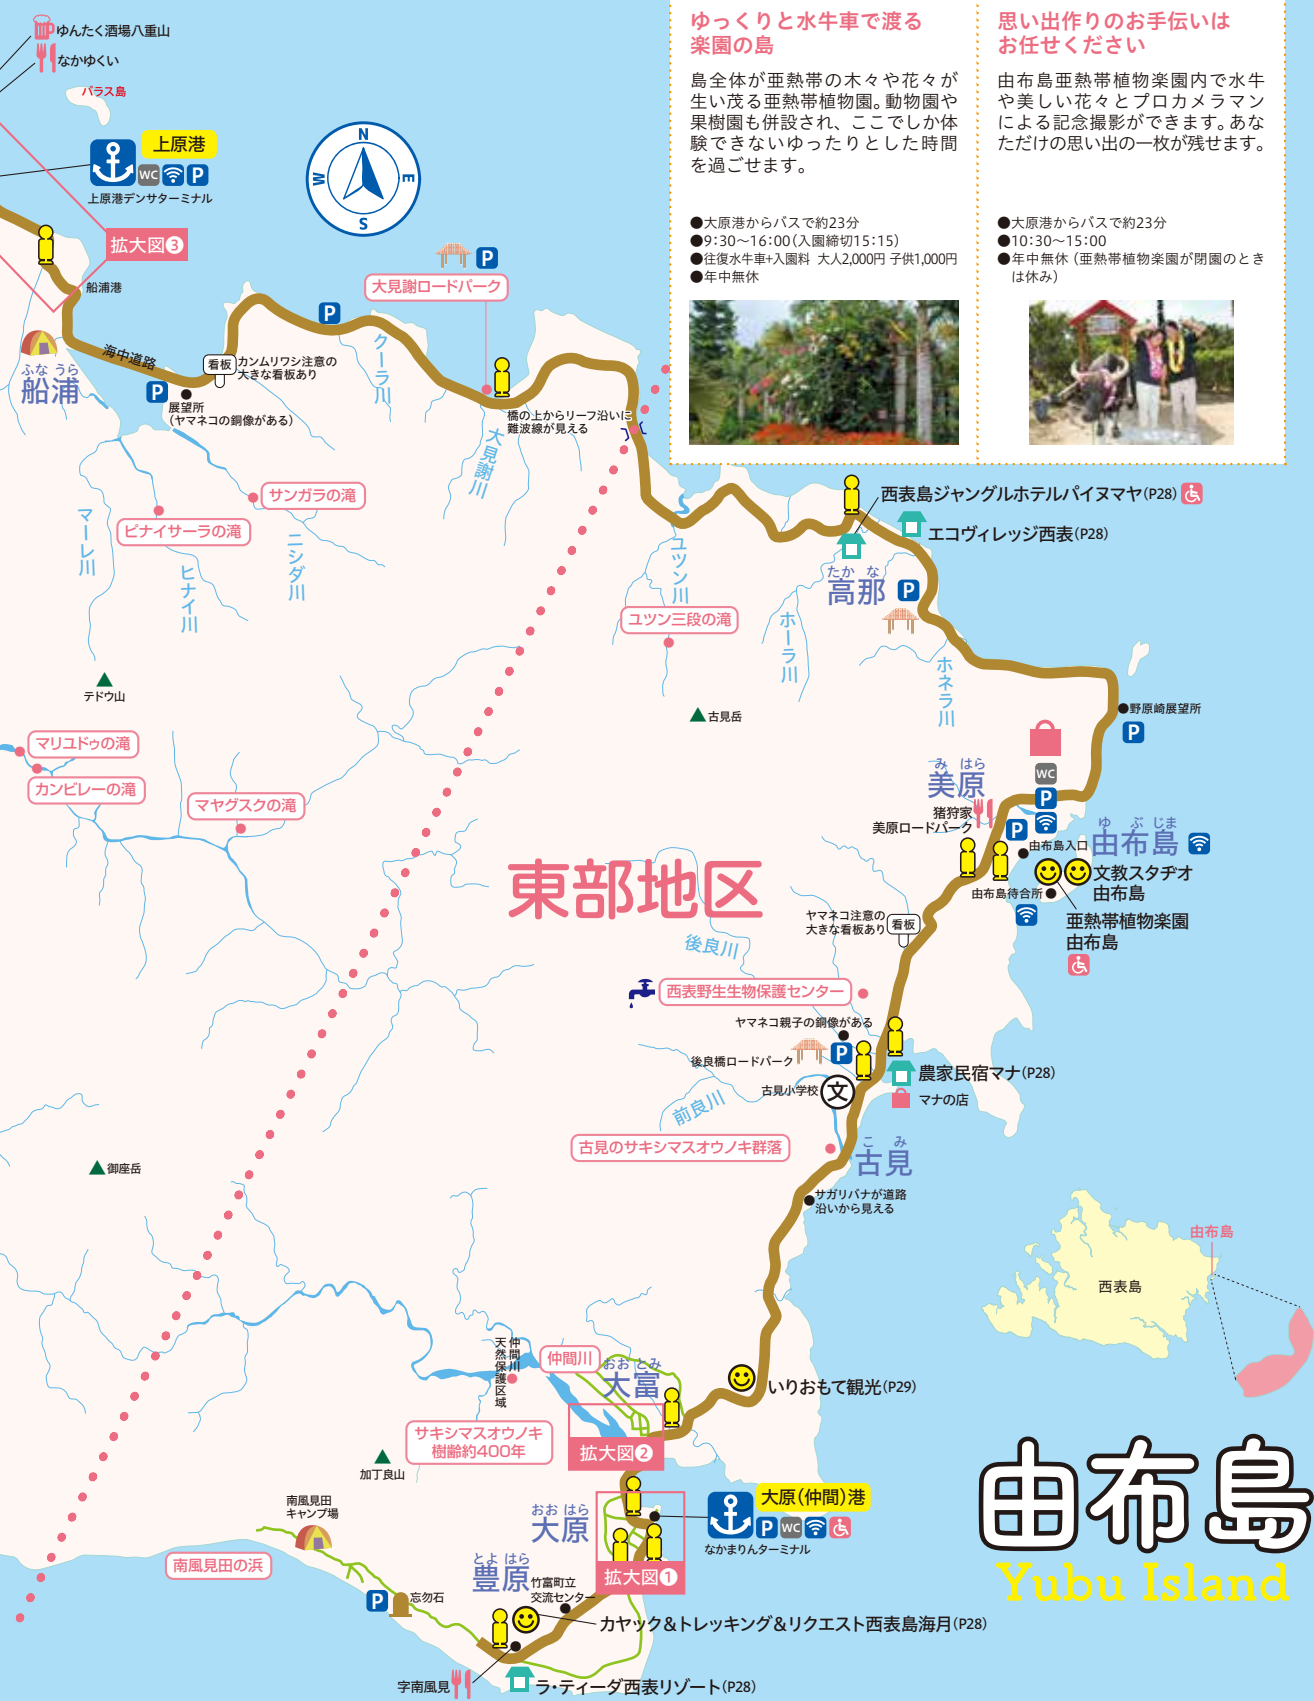 ゆんたく酒場八重山
なかゆくい
バラス島
上原港
WC
P
上原港デンサターミナル
拡大図❸
船浦港
ふな うら
船浦
海中道路
看板
カンムリワシ注意の
大きな看板あり
P
展望所
(ヤマネコの銅像がある)
N
W
E
S
P
大見謝ロードパーク
P
クーラ川
橋の上からリーフ沿いに
難波線が見える
大見謝川
ゆっくりと水牛車で渡る
楽園の島
島全体が亜熱帯の木々や花々が
生い茂る亜熱帯植物園。動物園や
果樹園も併設され、ここでしか体
験できないゆったりとした時間
を過ごせます。
●大原港からバスで約23分
●9:30〜16:00(入園締切15:15)
●往復水牛車+入園料 大人2,000円 子供1,000円
●年中無休
思い出作りのお手伝いは
お任せください
由布島亜熱帯植物楽園内で水牛
や美しい花々とプロカメラマン
による記念撮影ができます。あな
ただけの思い出の一枚が残せます。
●大原港からバスで約23分
●10:30〜15:00
●年中無休(亜熱帯植物楽園が閉園のとき
は休み)
サンガラの滝
ピナイサーラの滝
マーレ川
ヒナイ川
ニシダ川
西表島ジャングルホテルパイヌマヤ(P28)
エコヴィレッジ西表(P28)
たか な
高那
P
ユツン川
ユツン三段の滝
ホーラ川
ホネラ川
テドウ山
古見岳
野原崎展望所
P
マリユドゥの滝
カンビレーの滝
マヤグスクの滝
WC
P
み はら
美原
猪狩家
美原ロードパーク
P
由布島入口
ゆ ぶ じま
由布島
文教スタヂオ
由布島
由布島待合所
亜熱帯植物楽園
由布島
東部地区
ヤマネコ注意の
大きな看板あり
看板
後良川
西表野生生物保護センター
ヤマネコ親子の銅像がある
P
後良橋ロードパーク
古見小学校
文
農家民宿マナ(P28)
マナの店
前良川
古見のサキシマスオウノキ群落
こ み
古見
サガリバナが道路
沿いから見える
御座岳
由布島
西表島
仲間川
天然保護区域
仲間川
おお とみ
大富
いりおもて観光(P29)
サキシマスオウノキ
樹齢約400年
拡大図❷
加丁良山
大原(仲間)港
P
WC
なかまりんターミナル
おお はら
大原
拡大図❶
南風見田
キャンプ場
南風見田の浜
とよ はら
豊原
竹富町立
交流センター
P
忘勿石
カヤック&トレッキング&リクエスト西表島海月(P28)
字南風見
ラ・ティーダ西表リゾート(P28)
由布島
Yubu Island